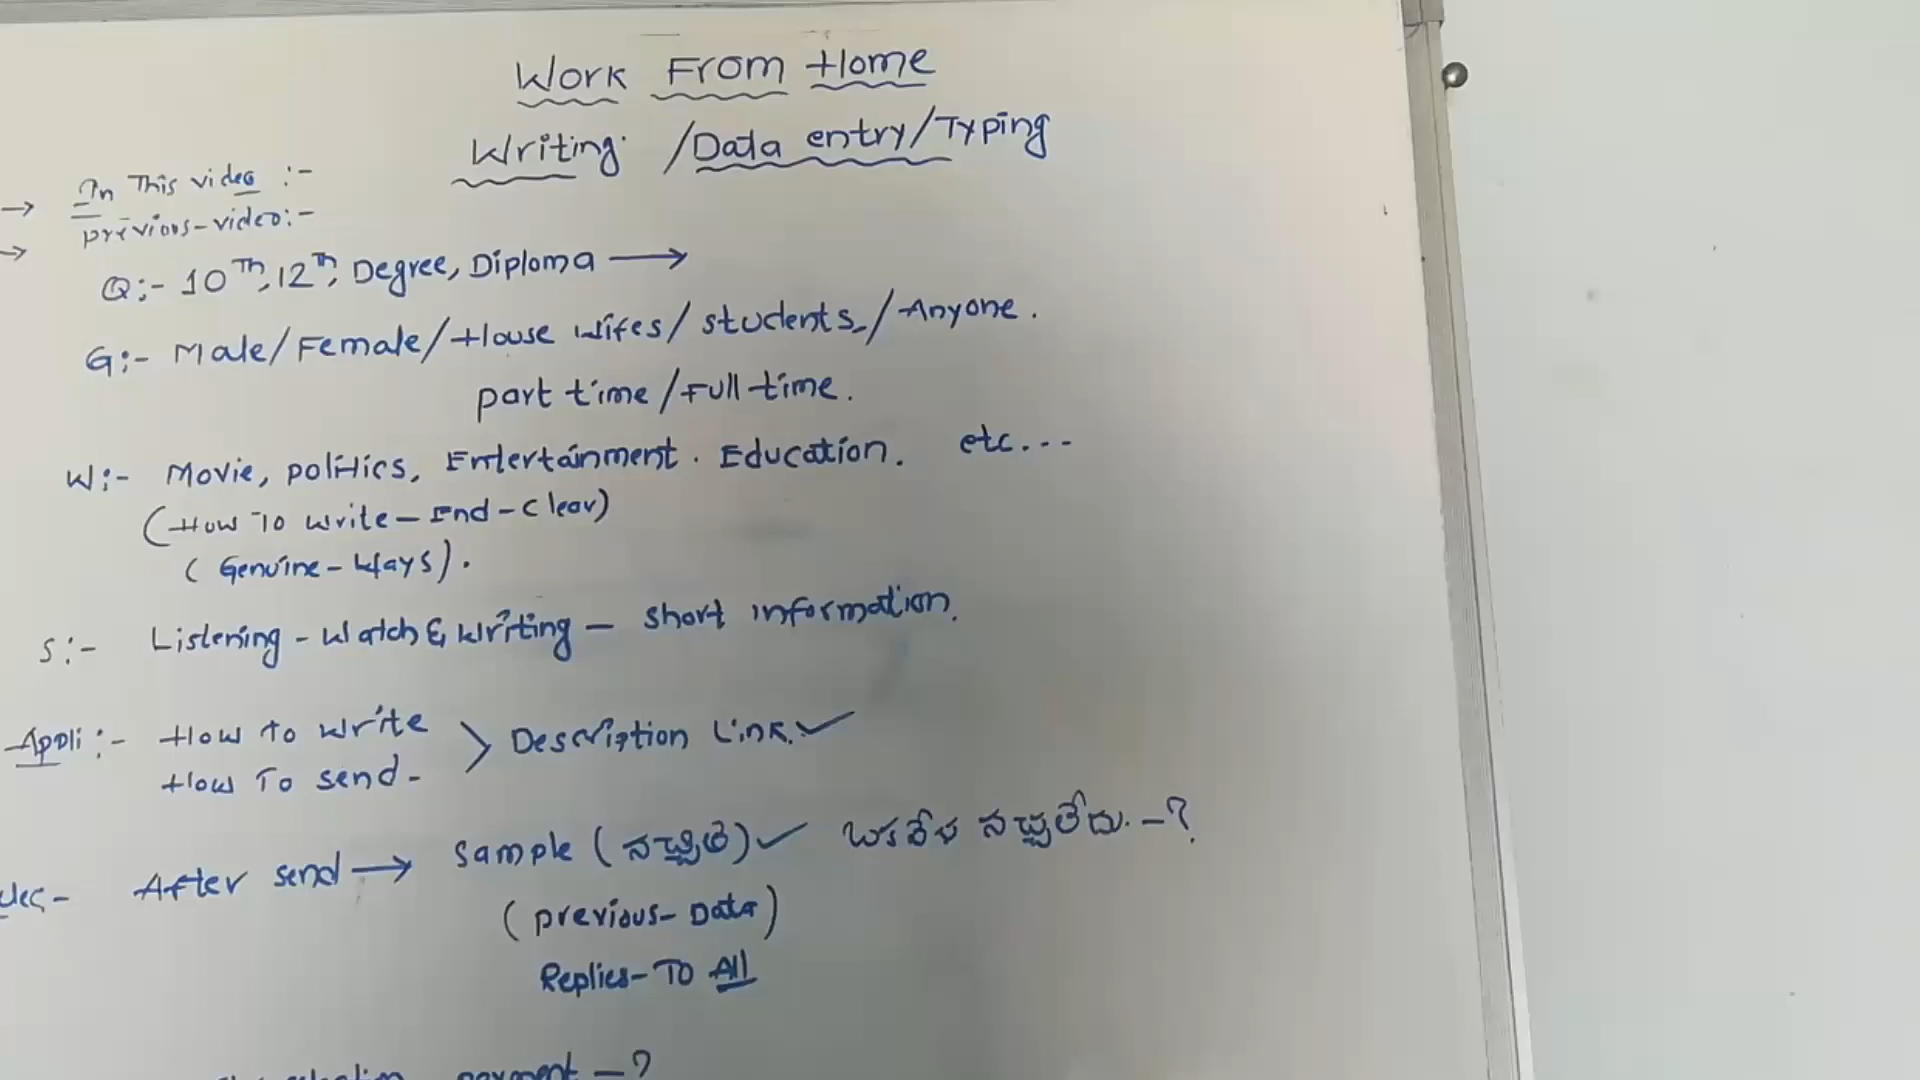 Work From Home
Writing /Data entry/Typing
→ In This video :-
→ previous-video:-
Q:- 10Th, 12Th, Degree, Diploma →
G:- Male/Female/House wifes/students/Anyone.
part time/Full time.
W:- Movie, politics, Entertainment. Education. etc...
(How To write-End-Clear)
(Genuine-Ways).
S:- Listening - Watch & Writing - short information.
Appli:- How to write
How To send- > Description Link ✓
After send → sample (నచ్చితే) ✓ ఒకవేళ నచ్చలేదు. -?
(previous-Data)
Replies-To All
payment -?